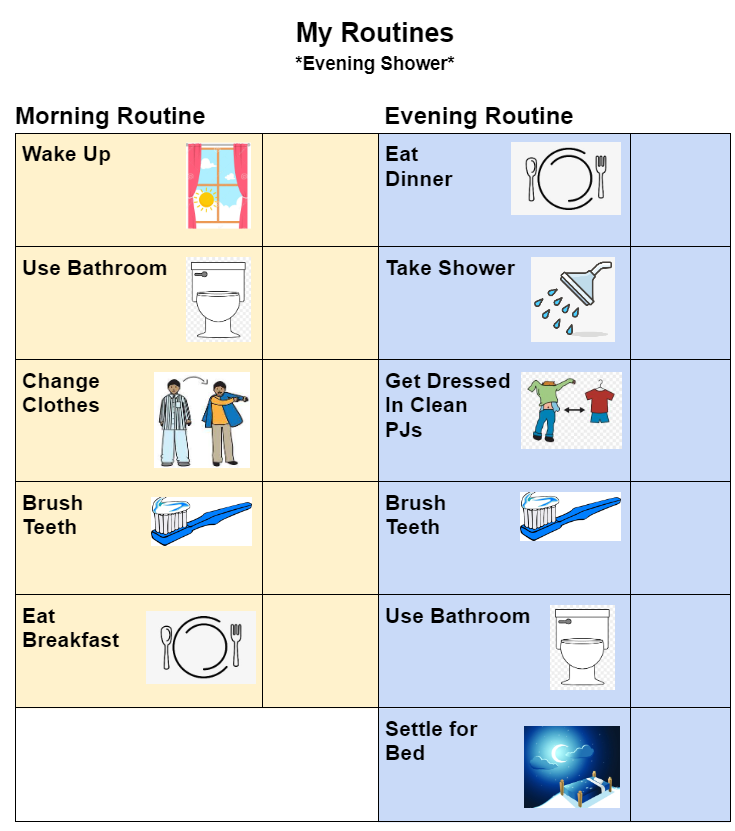 My Routines
*Evening Shower*
Morning Routine
Wake Up
Use Bathroom
Change
Clothes
Brush
Teeth
Eat
Breakfast
Evening Routine
Eat
Dinner
Take Shower
Get Dressed
In Clean
PJs
Brush
Teeth
Use Bathroom
Settle for
Bed